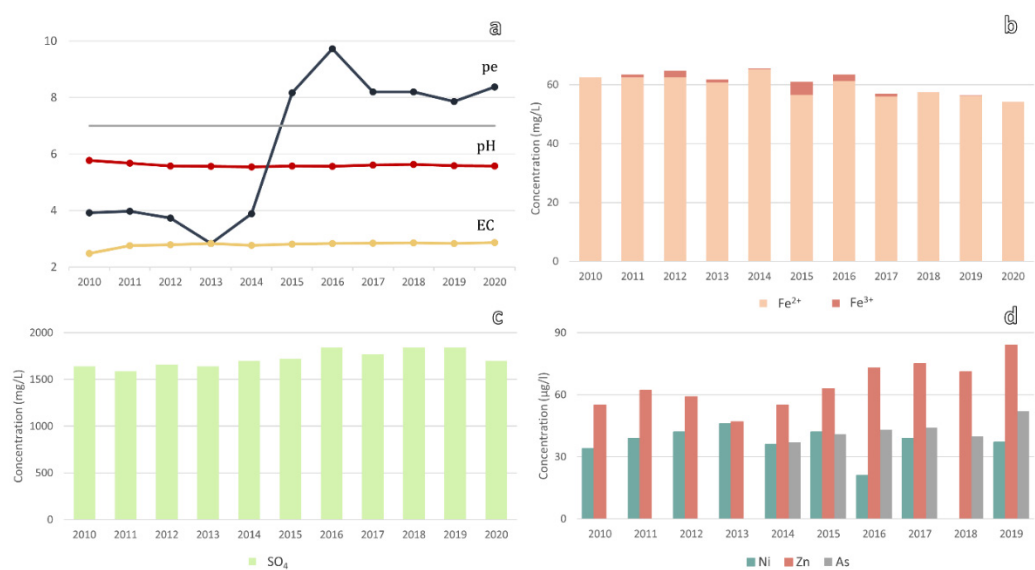 a
10
8
6
4
2
pe
pH
EC
2010 2011 2012 2013 2014 2015 2016 2017 2018 2019 2020
b
Concentration (mg/L)
60
40
20
0
2010 2011 2012 2013 2014 2015 2016 2017 2018 2019 2020
Fe²⁺ Fe³⁺
c
Concentration (mg/L)
2000
1500
1000
500
0
2010 2011 2012 2013 2014 2015 2016 2017 2018 2019 2020
SO₄
d
Concentration (µg/l)
90
60
30
0
2010 2011 2012 2013 2014 2015 2016 2017 2018 2019
Ni Zn As